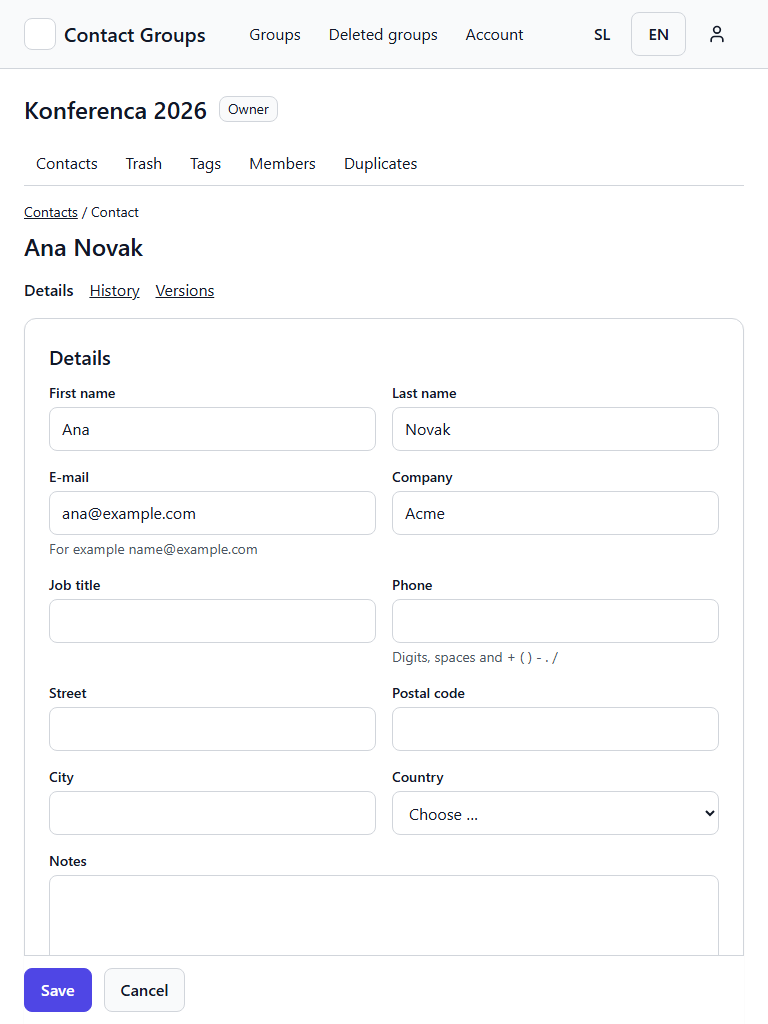 Contact Groups Groups Deleted groups Account SL EN
Konferenca 2026 Owner
Contacts Trash Tags Members Duplicates
Contacts / Contact
Ana Novak
Details History Versions
Details
First name Last name
Ana Novak
E-mail Company
ana@example.com Acme
For example name@example.com
Job title Phone
Digits, spaces and + ( ) - . /
Street Postal code
City Country
Choose ...
Notes
Save Cancel